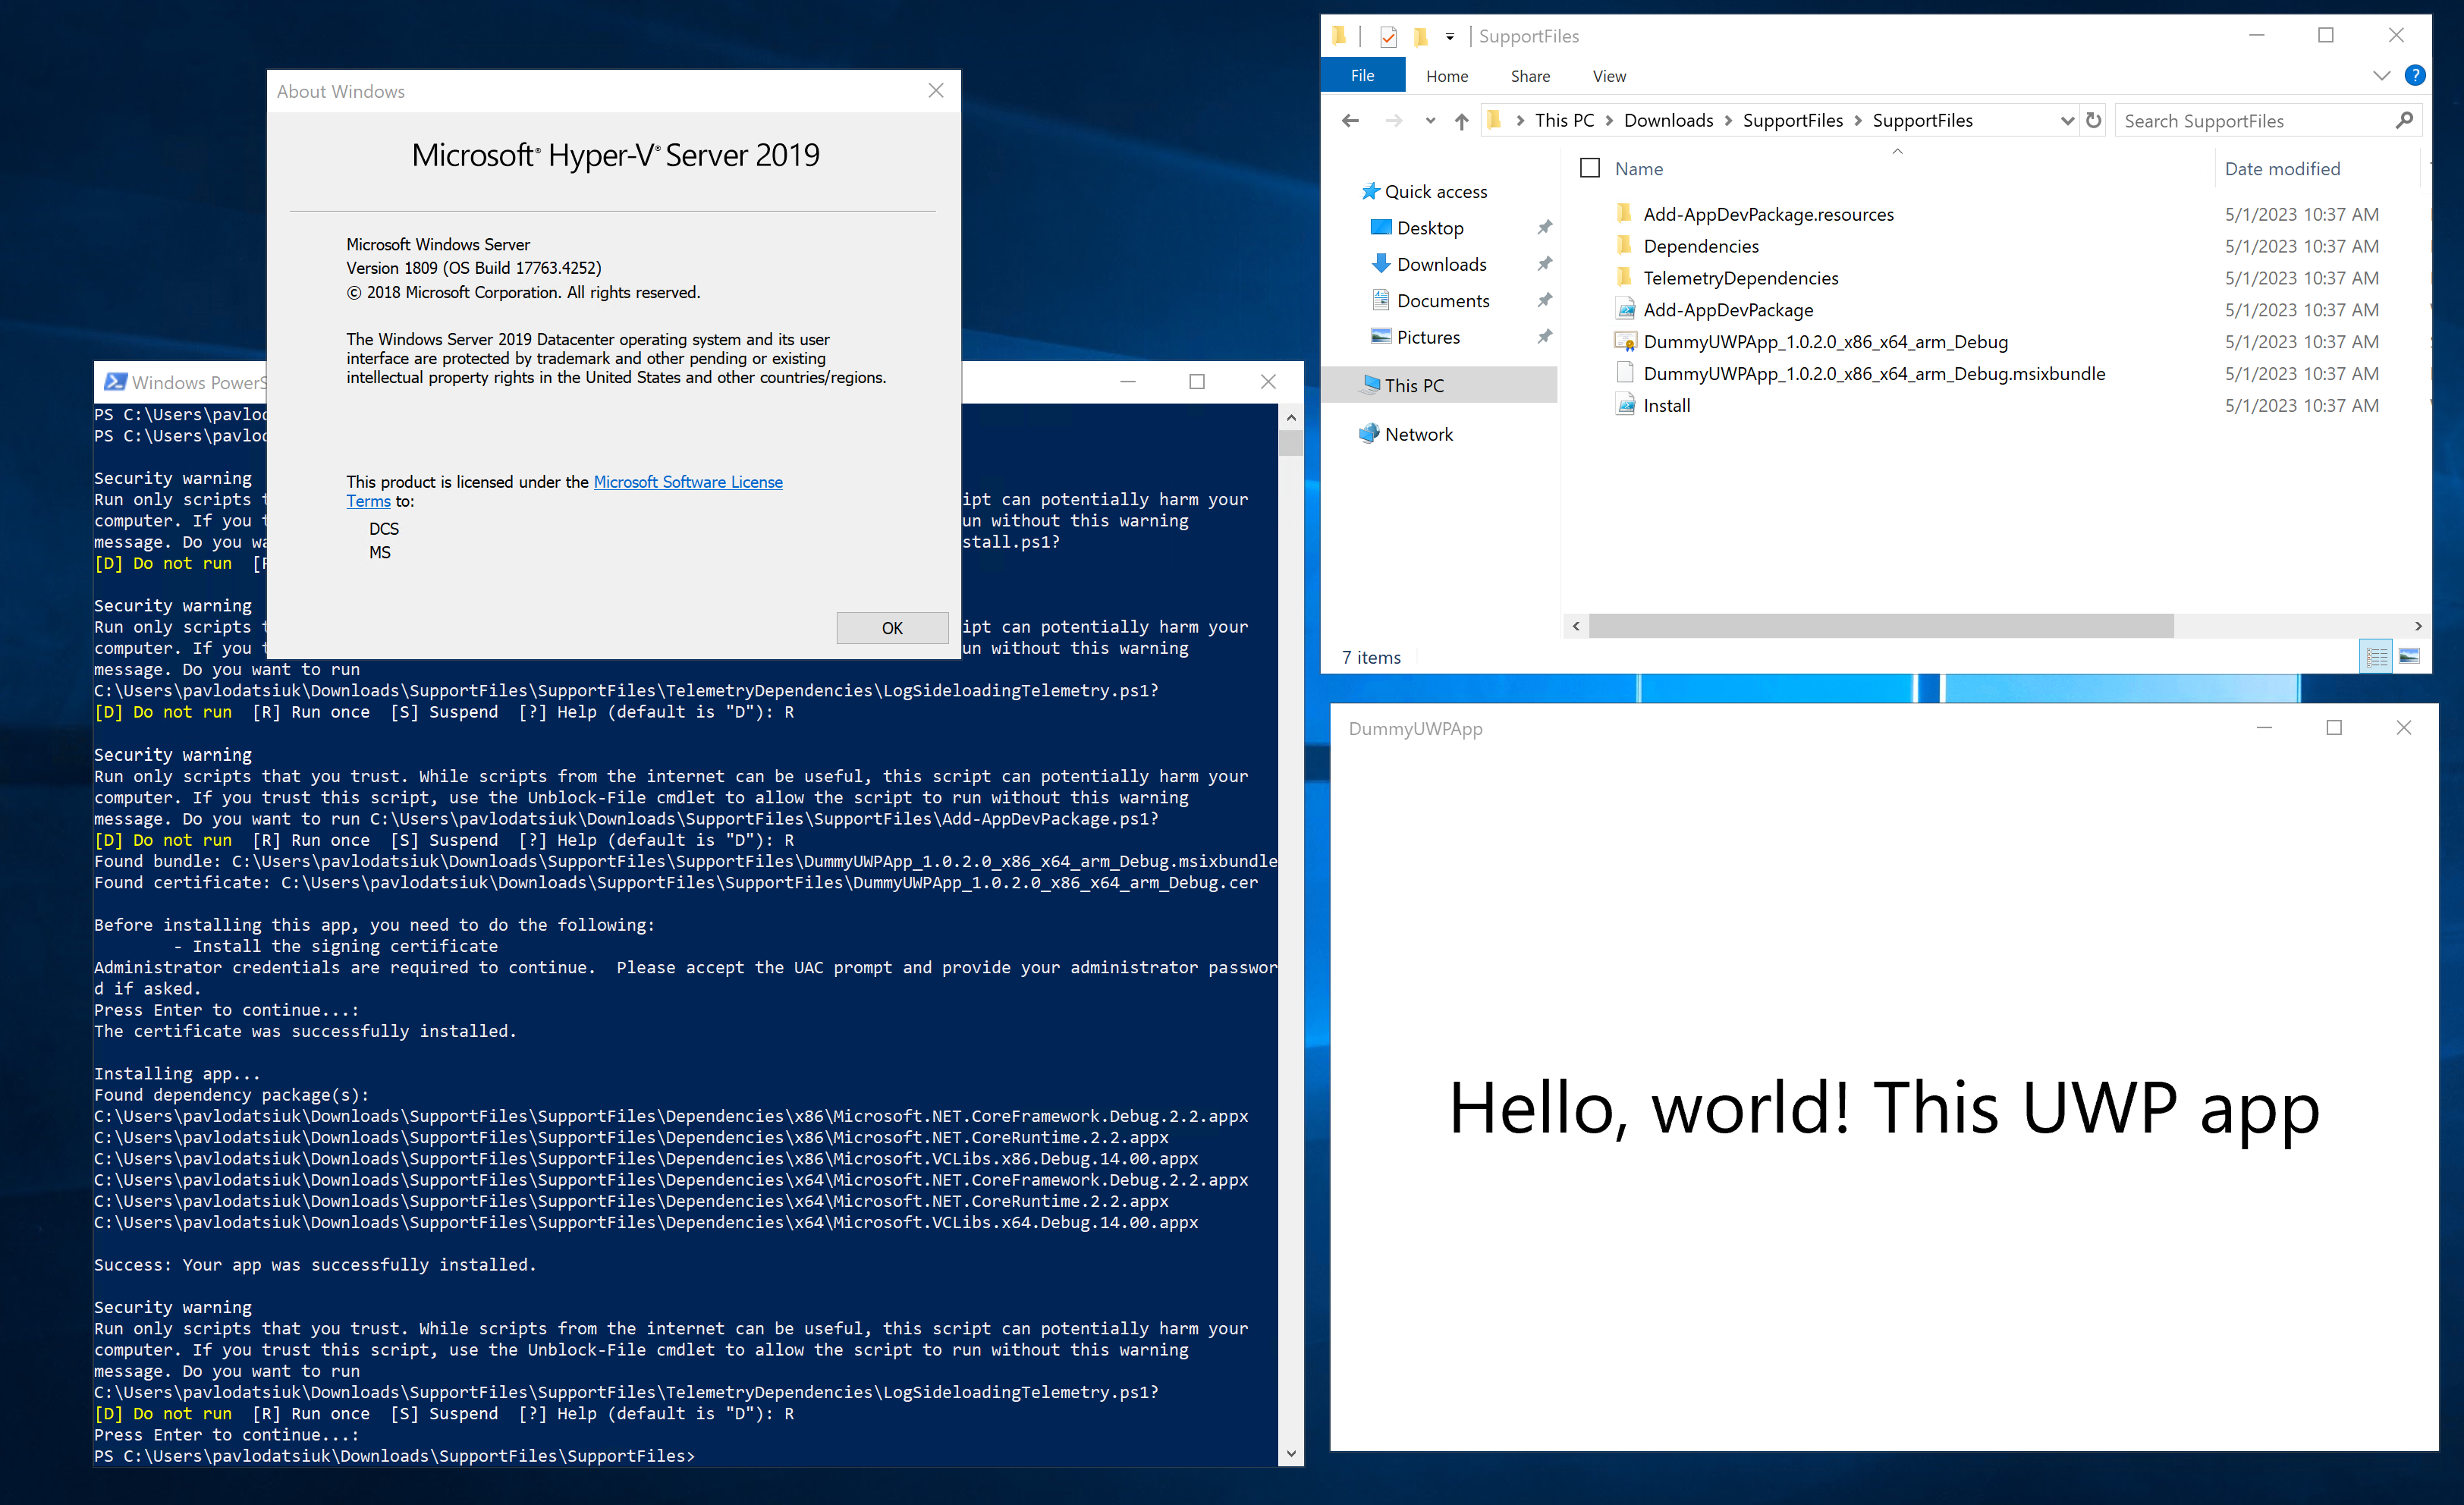 About Windows
Microsoft® Hyper-V® Server 2019
Microsoft Windows Server
Version 1809 (OS Build 17763.4252)
© 2018 Microsoft Corporation. All rights reserved.
The Windows Server 2019 Datacenter operating system and its user
interface are protected by trademark and other pending or existing
intellectual property rights in the United States and other countries/regions.
This product is licensed under the Microsoft Software License
Terms to:
DCS
MS
OK
Windows PowerS
PS C:\Users\pavlod
PS C:\Users\pavlod
Security warning
Run only scripts t ipt can potentially harm your
computer. If you t un without this warning
message. Do you wa stall.ps1?
[D] Do not run [R
Security warning
Run only scripts t ipt can potentially harm your
computer. If you t un without this warning
message. Do you want to run
C:\Users\pavlodatsiuk\Downloads\SupportFiles\SupportFiles\TelemetryDependencies\LogSideloadingTelemetry.ps1?
[D] Do not run [R] Run once [S] Suspend [?] Help (default is "D"): R
Security warning
Run only scripts that you trust. While scripts from the internet can be useful, this script can potentially harm your
computer. If you trust this script, use the Unblock-File cmdlet to allow the script to run without this warning
message. Do you want to run C:\Users\pavlodatsiuk\Downloads\SupportFiles\SupportFiles\Add-AppDevPackage.ps1?
[D] Do not run [R] Run once [S] Suspend [?] Help (default is "D"): R
Found bundle: C:\Users\pavlodatsiuk\Downloads\SupportFiles\SupportFiles\DummyUWPApp_1.0.2.0_x86_x64_arm_Debug.msixbundle
Found certificate: C:\Users\pavlodatsiuk\Downloads\SupportFiles\SupportFiles\DummyUWPApp_1.0.2.0_x86_x64_arm_Debug.cer
Before installing this app, you need to do the following:
- Install the signing certificate
Administrator credentials are required to continue. Please accept the UAC prompt and provide your administrator passwor
d if asked.
Press Enter to continue...:
The certificate was successfully installed.
Installing app...
Found dependency package(s):
C:\Users\pavlodatsiuk\Downloads\SupportFiles\SupportFiles\Dependencies\x86\Microsoft.NET.CoreFramework.Debug.2.2.appx
C:\Users\pavlodatsiuk\Downloads\SupportFiles\SupportFiles\Dependencies\x86\Microsoft.NET.CoreRuntime.2.2.appx
C:\Users\pavlodatsiuk\Downloads\SupportFiles\SupportFiles\Dependencies\x86\Microsoft.VCLibs.x86.Debug.14.00.appx
C:\Users\pavlodatsiuk\Downloads\SupportFiles\SupportFiles\Dependencies\x64\Microsoft.NET.CoreFramework.Debug.2.2.appx
C:\Users\pavlodatsiuk\Downloads\SupportFiles\SupportFiles\Dependencies\x64\Microsoft.NET.CoreRuntime.2.2.appx
C:\Users\pavlodatsiuk\Downloads\SupportFiles\SupportFiles\Dependencies\x64\Microsoft.VCLibs.x64.Debug.14.00.appx
Success: Your app was successfully installed.
Security warning
Run only scripts that you trust. While scripts from the internet can be useful, this script can potentially harm your
computer. If you trust this script, use the Unblock-File cmdlet to allow the script to run without this warning
message. Do you want to run
C:\Users\pavlodatsiuk\Downloads\SupportFiles\SupportFiles\TelemetryDependencies\LogSideloadingTelemetry.ps1?
[D] Do not run [R] Run once [S] Suspend [?] Help (default is "D"): R
Press Enter to continue...:
PS C:\Users\pavlodatsiuk\Downloads\SupportFiles\SupportFiles>
SupportFiles
File Home Share View
This PC > Downloads > SupportFiles > SupportFiles
Search SupportFiles
Quick access
Desktop
Downloads
Documents
Pictures
This PC
Network
Name Date modified
Add-AppDevPackage.resources 5/1/2023 10:37 AM
Dependencies 5/1/2023 10:37 AM
TelemetryDependencies 5/1/2023 10:37 AM
Add-AppDevPackage 5/1/2023 10:37 AM
DummyUWPApp_1.0.2.0_x86_x64_arm_Debug 5/1/2023 10:37 AM
DummyUWPApp_1.0.2.0_x86_x64_arm_Debug.msixbundle 5/1/2023 10:37 AM
Install 5/1/2023 10:37 AM
7 items
DummyUWPApp
Hello, world! This UWP app